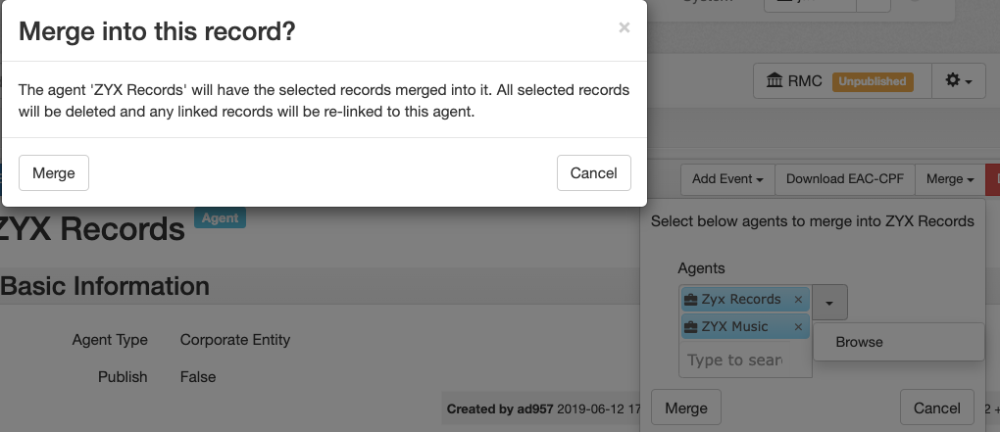 System
Merge into this record?
×
The agent 'ZYX Records' will have the selected records merged into it. All selected records
will be deleted and any linked records will be re-linked to this agent.
Merge
Cancel
RMC Unpublished
Add Event
Download EAC-CPF
Merge
ZYX Records Agent
Select below agents to merge into ZYX Records
Agents
Zyx Records ×
ZYX Music ×
Type to sear
Browse
Merge
Cancel
Basic Information
Agent Type Corporate Entity
Publish False
Created by ad957 2019-06-12 17